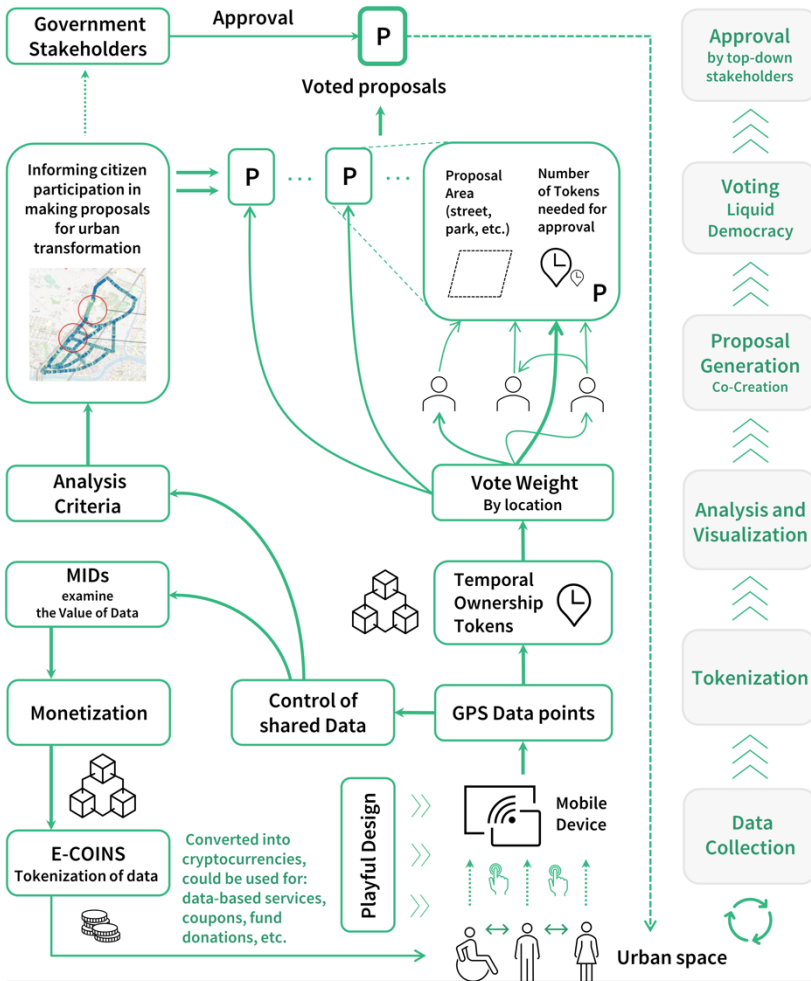 Government
Stakeholders
Approval
P
Voted proposals
Informing citizen
participation in
making proposals
for urban
transformation
P
...
P
...
Proposal
Area
(street,
park, etc.)
Number
of Tokens
needed for
approval
P
Analysis
Criteria
Vote Weight
By location
MIDs
examine
the Value of Data
Temporal
Ownership
Tokens
Monetization
Control of
shared Data
GPS Data points
Playful Design
Mobile
Device
E-COINS
Tokenization of data
Converted into
cryptocurrencies,
could be used for:
data-based services,
coupons, fund
donations, etc.
Urban space
Approval
by top-down
stakeholders
Voting
Liquid
Democracy
Proposal
Generation
Co-Creation
Analysis and
Visualization
Tokenization
Data
Collection